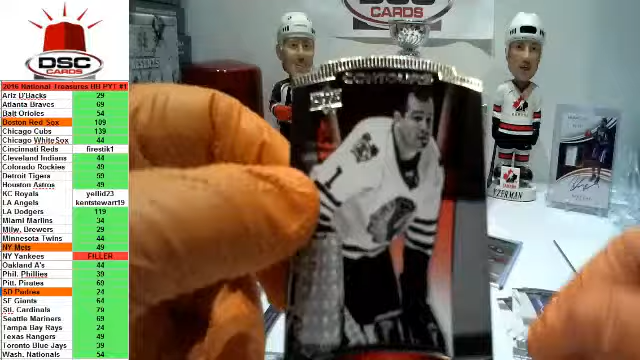 DSC
CARDS
2016 National Treasures BB PYT #1
Ariz D'Backs 29
Atlanta Braves 69
Balt Orioles 54
Boston Red Sox 109
Chicago Cubs 139
Chicago WhiteSox 44
Cincinnati Reds firestik1
Cleveland Indians 44
Colorado Rockies 49
Detroit Tigers 59
Houston Astros 49
KC Royals yellid23
LA Angels kentstewart19
LA Dodgers 119
Miami Marlins 34
Milw. Brewers 29
Minnesota Twins 44
NY Mets 49
NY Yankees FILLER
Oakland A's 44
Phil. Phillies 39
Pitt. Pirates 69
SD Padres 24
SF Giants 64
StL Cardinals 79
Seattle Mariners 69
Tampa Bay Rays 24
Texas Rangers 49
Toronto Blue Jays 39
Wash. Nationals 54
DSC
CARDS
CONTOURS
1
YZERMAN